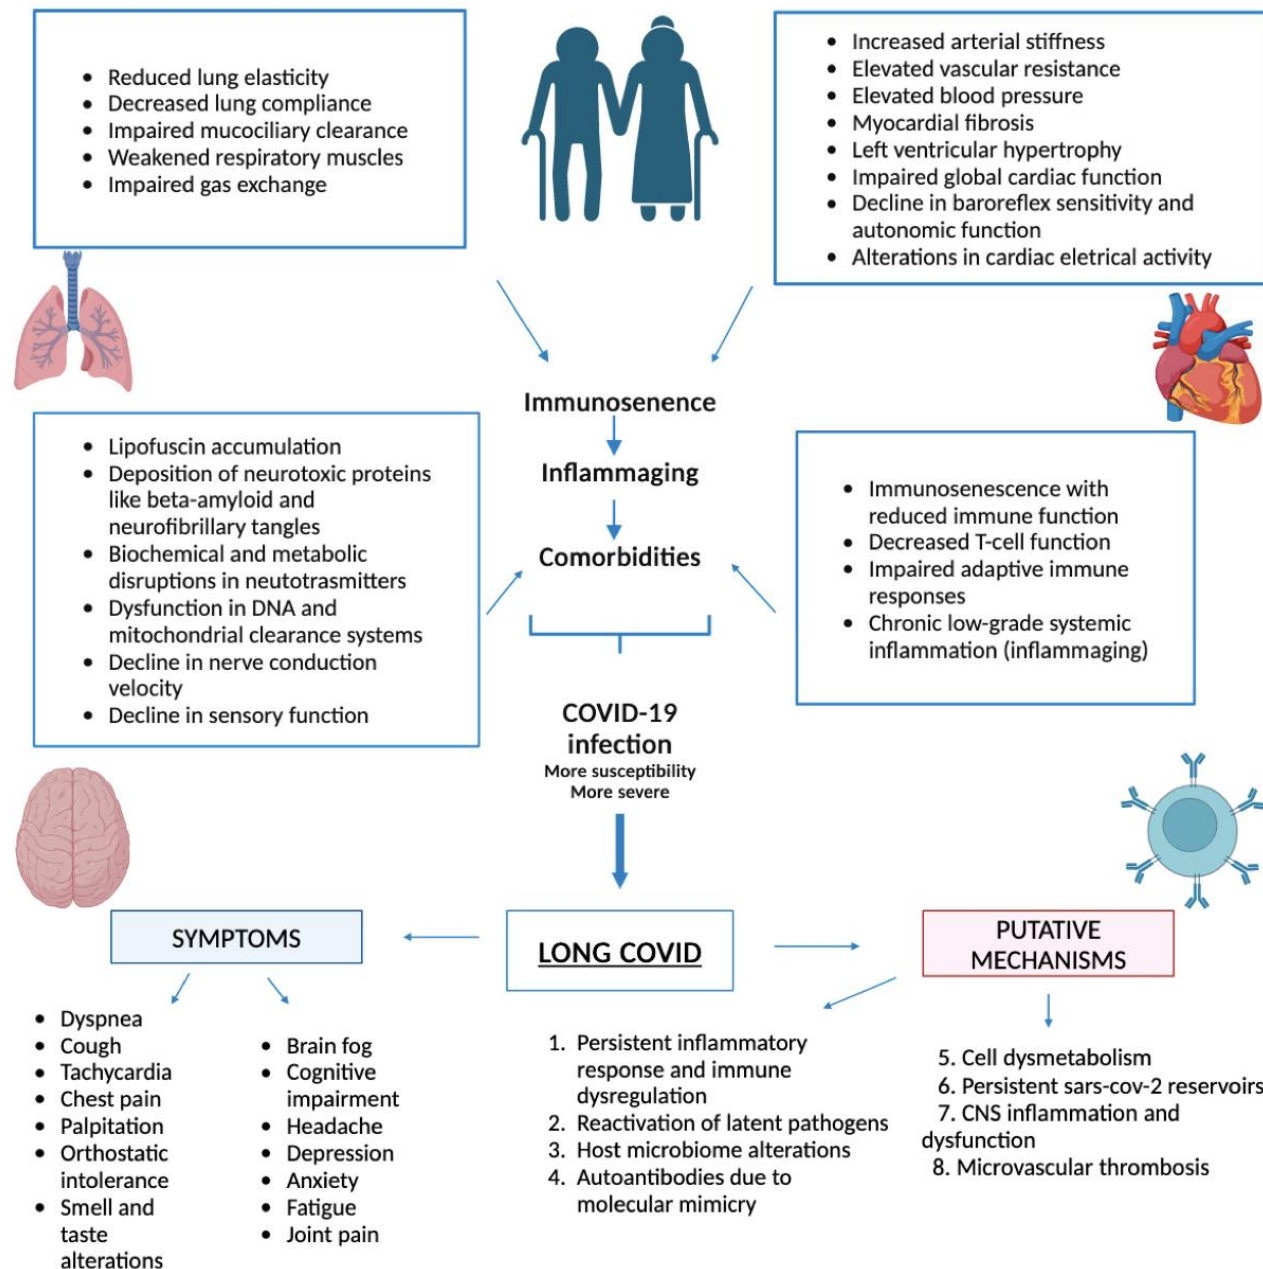 • Reduced lung elasticity
• Decreased lung compliance
• Impaired mucociliary clearance
• Weakened respiratory muscles
• Impaired gas exchange
• Increased arterial stiffness
• Elevated vascular resistance
• Elevated blood pressure
• Myocardial fibrosis
• Left ventricular hypertrophy
• Impaired global cardiac function
• Decline in baroreflex sensitivity and
autonomic function
• Alterations in cardiac eletrical activity
Immunosenence
Inflammaging
Comorbidities
• Lipofuscin accumulation
• Deposition of neurotoxic proteins
like beta-amyloid and
neurofibrillary tangles
• Biochemical and metabolic
disruptions in neutotrasmitters
• Dysfunction in DNA and
mitochondrial clearance systems
• Decline in nerve conduction
velocity
• Decline in sensory function
• Immunosenescence with
reduced immune function
• Decreased T-cell function
• Impaired adaptive immune
responses
• Chronic low-grade systemic
inflammation (inflammaging)
COVID-19
infection
More susceptibility
More severe
SYMPTOMS
LONG COVID
PUTATIVE
MECHANISMS
• Dyspnea
• Cough
• Tachycardia
• Chest pain
• Palpitation
• Orthostatic
intolerance
• Smell and
taste
alterations
• Brain fog
• Cognitive
impairment
• Headache
• Depression
• Anxiety
• Fatigue
• Joint pain
1. Persistent inflammatory
response and immune
dysregulation
2. Reactivation of latent pathogens
3. Host microbiome alterations
4. Autoantibodies due to
molecular mimicry
5. Cell dysmetabolism
6. Persistent sars-cov-2 reservoirs
7. CNS inflammation and
dysfunction
8. Microvascular thrombosis